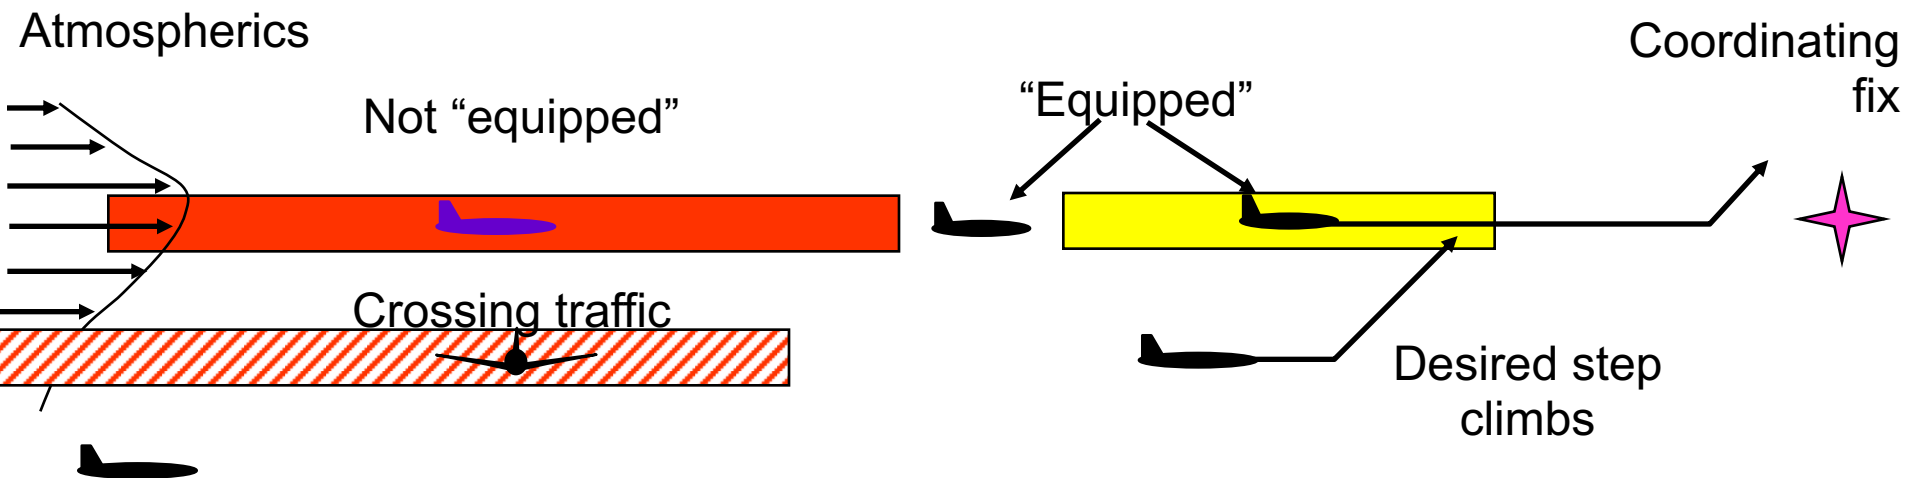 Atmospherics
Not “equipped”
“Equipped”
Coordinating
fix
Crossing traffic
Desired step
climbs